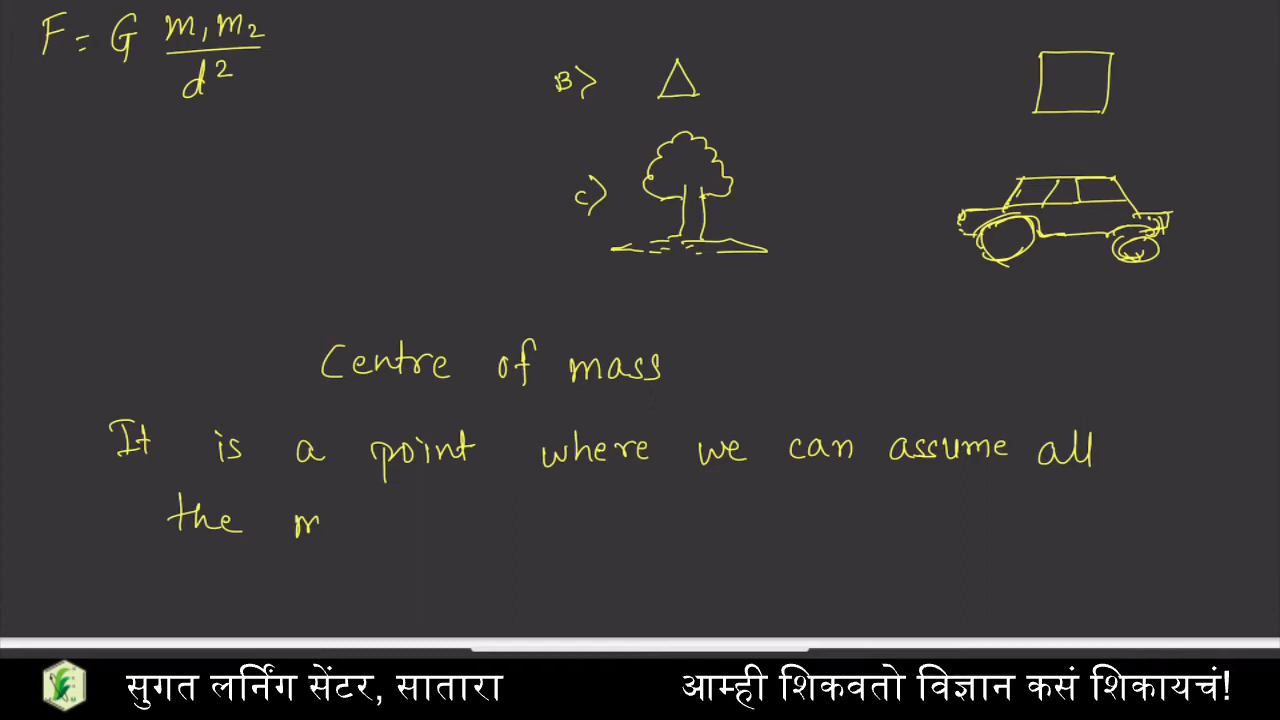 F = G m₁m₂ / d²
B>
C>
Centre of mass
It is a point where we can assume all
the m
सुगत लर्निंग सेंटर, सातारा
आम्ही शिकवतो विज्ञान कसं शिकायचं!